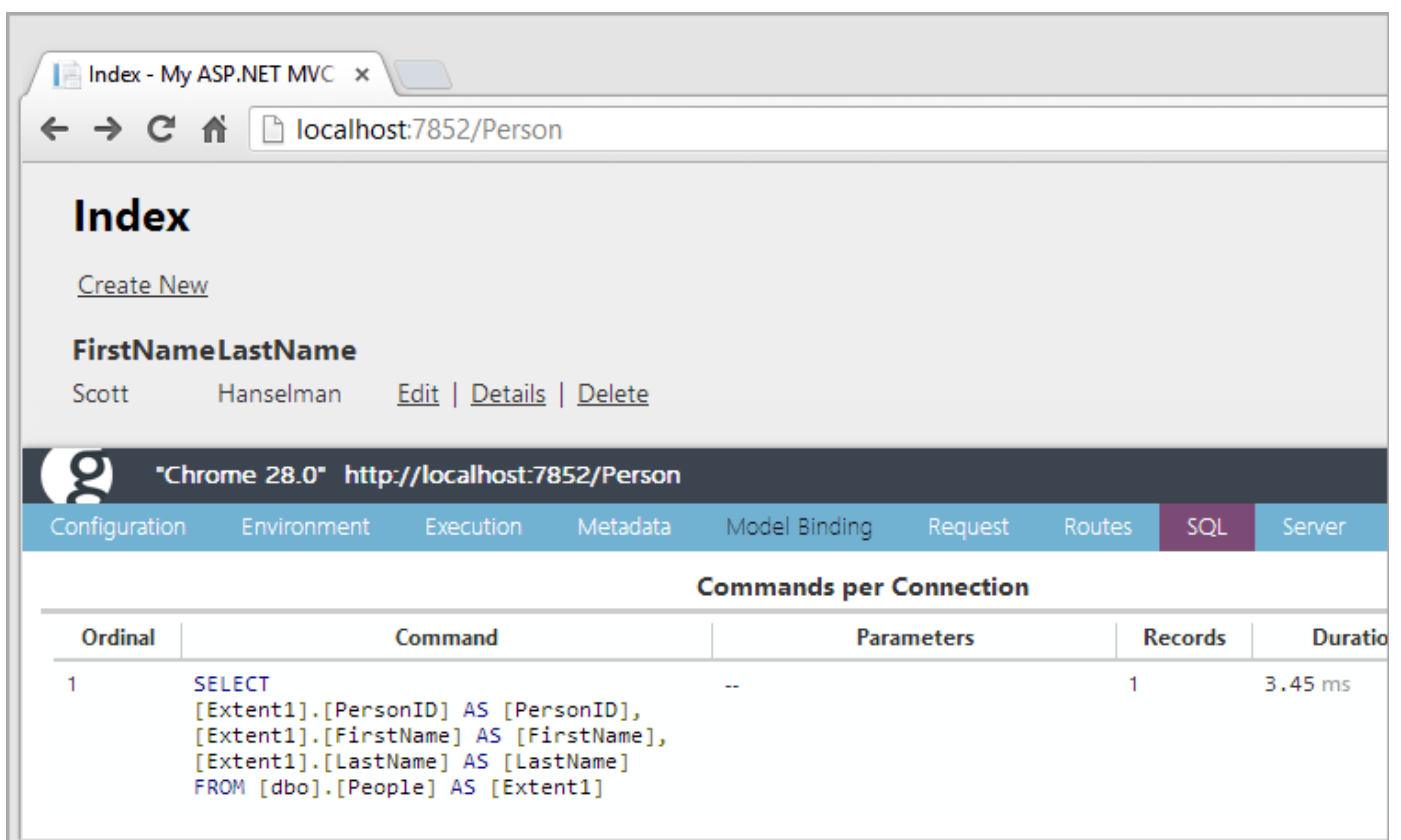 Index - My ASP.NET MVC
localhost:7852/Person
Index
Create New
FirstName LastName
Scott Hanselman Edit | Details | Delete
g "Chrome 28.0" http://localhost:7852/Person
Configuration Environment Execution Metadata Model Binding Request Routes SQL Server
Commands per Connection
Ordinal Command Parameters Records Duratio
1 SELECT -- 1 3.45 ms
[Extent1].[PersonID] AS [PersonID],
[Extent1].[FirstName] AS [FirstName],
[Extent1].[LastName] AS [LastName]
FROM [dbo].[People] AS [Extent1]